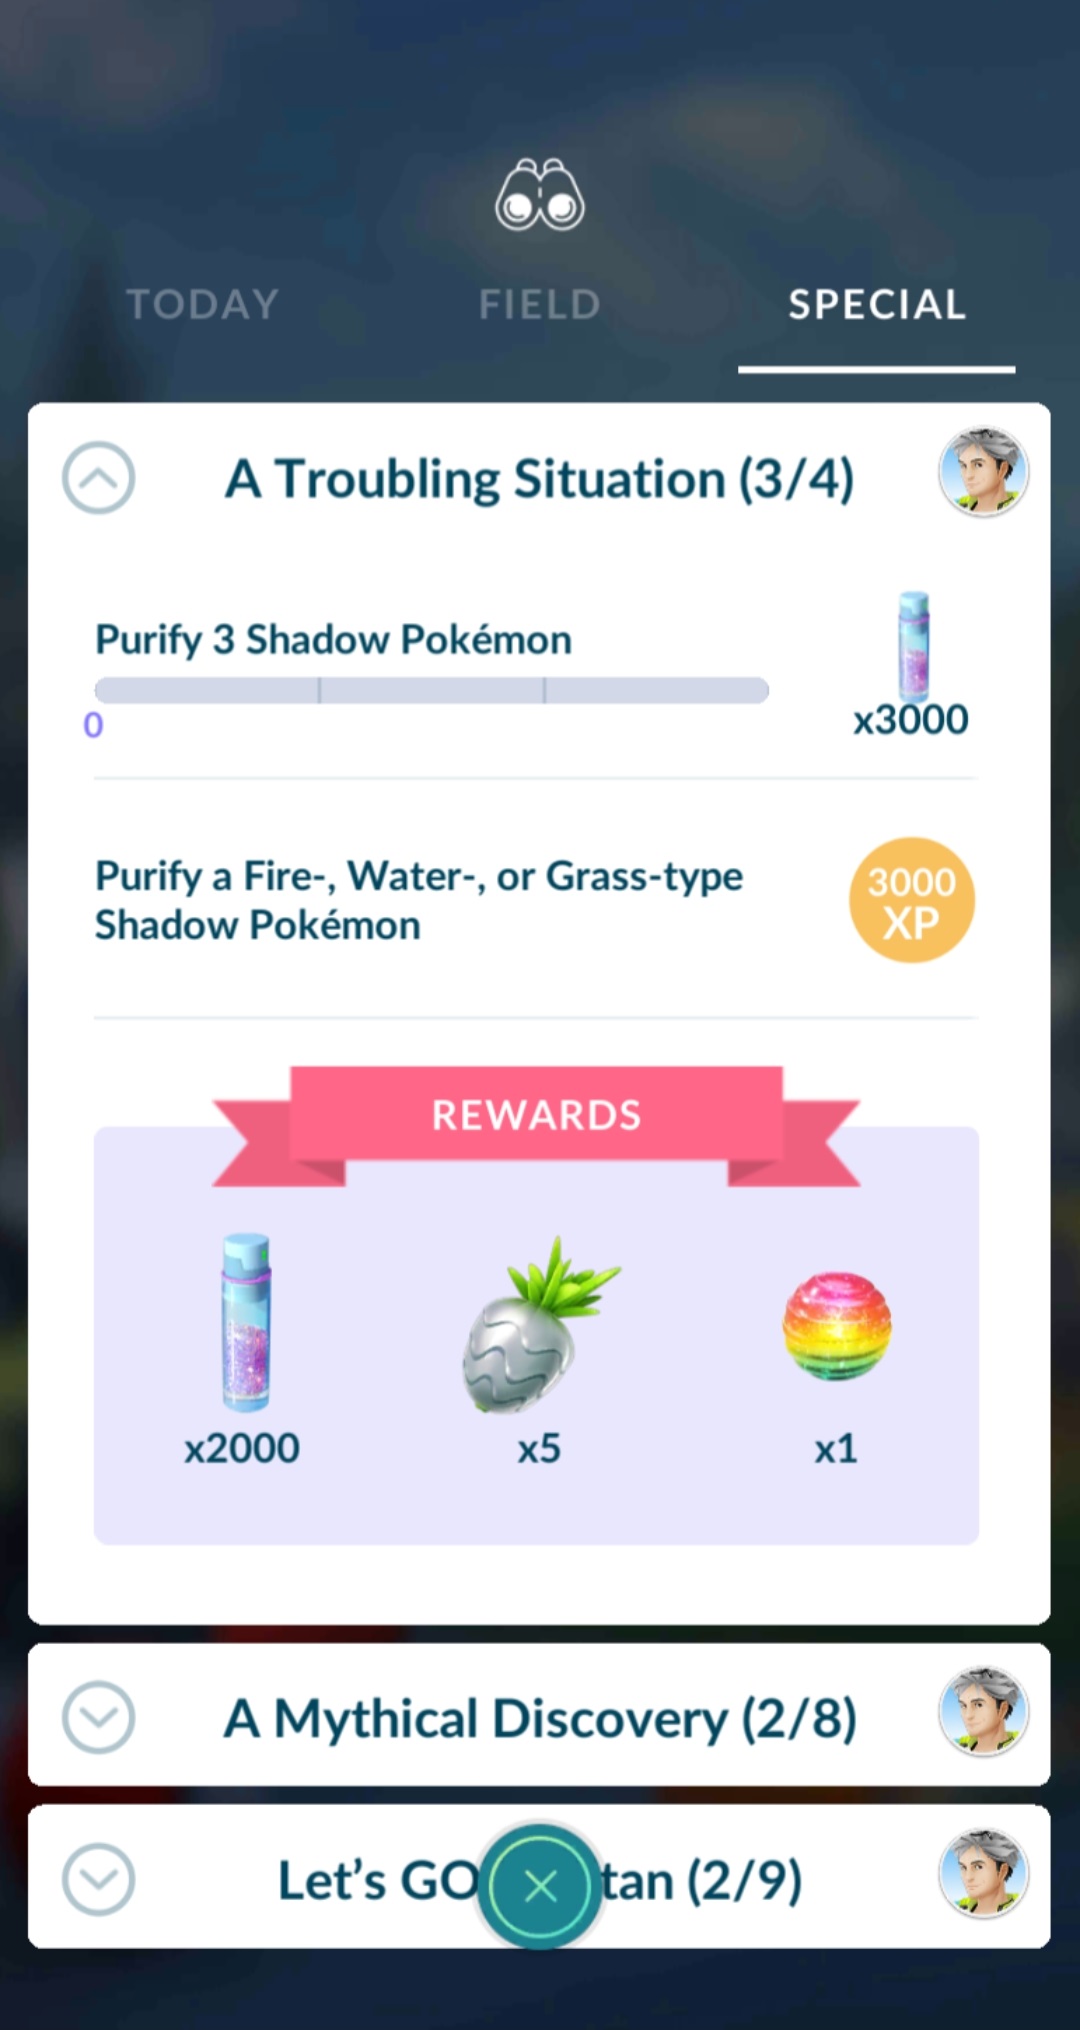 TODAY
FIELD
SPECIAL
A Troubling Situation (3/4)
Purify 3 Shadow Pokémon
0
x3000
Purify a Fire-, Water-, or Grass-type
Shadow Pokémon
3000
XP
REWARDS
x2000
x5
x1
A Mythical Discovery (2/8)
Let’s GO tan (2/9)